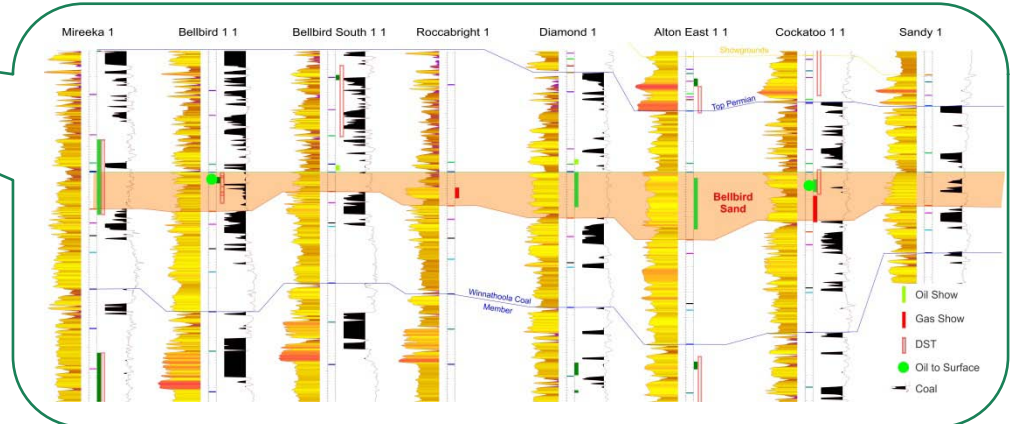 Mireeka 1
Bellbird 1 1
Bellbird South 1 1
Roccabright 1
Diamond 1
Alton East 1 1
Cockatoo 1 1
Sandy 1
Showgrounds
Top Permian
Bellbird
Sand
Winnathoola Coal
Member
Oil Show
Gas Show
DST
Oil to Surface
Coal